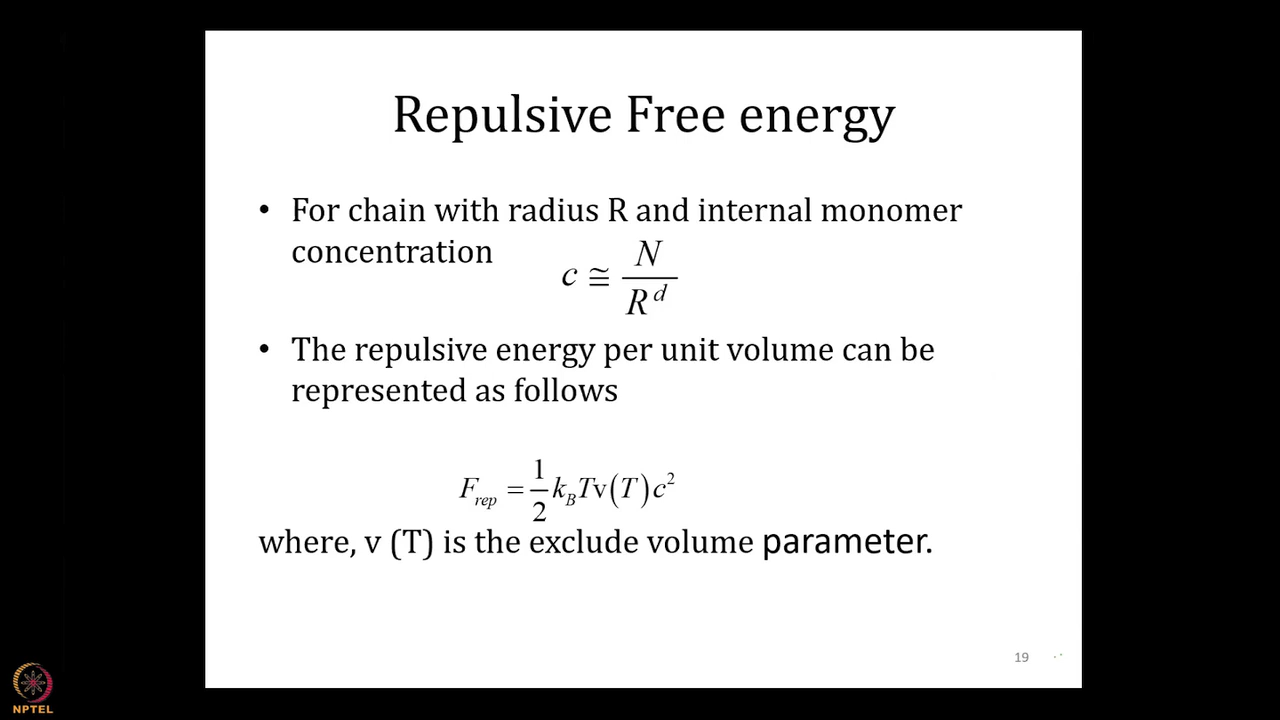 Repulsive Free energy
• For chain with radius R and internal monomer
concentration
c ≅ N / R^d
• The repulsive energy per unit volume can be
represented as follows
F_rep = 1/2 k_B T v(T) c^2
where, v (T) is the exclude volume parameter.
19
NPTEL